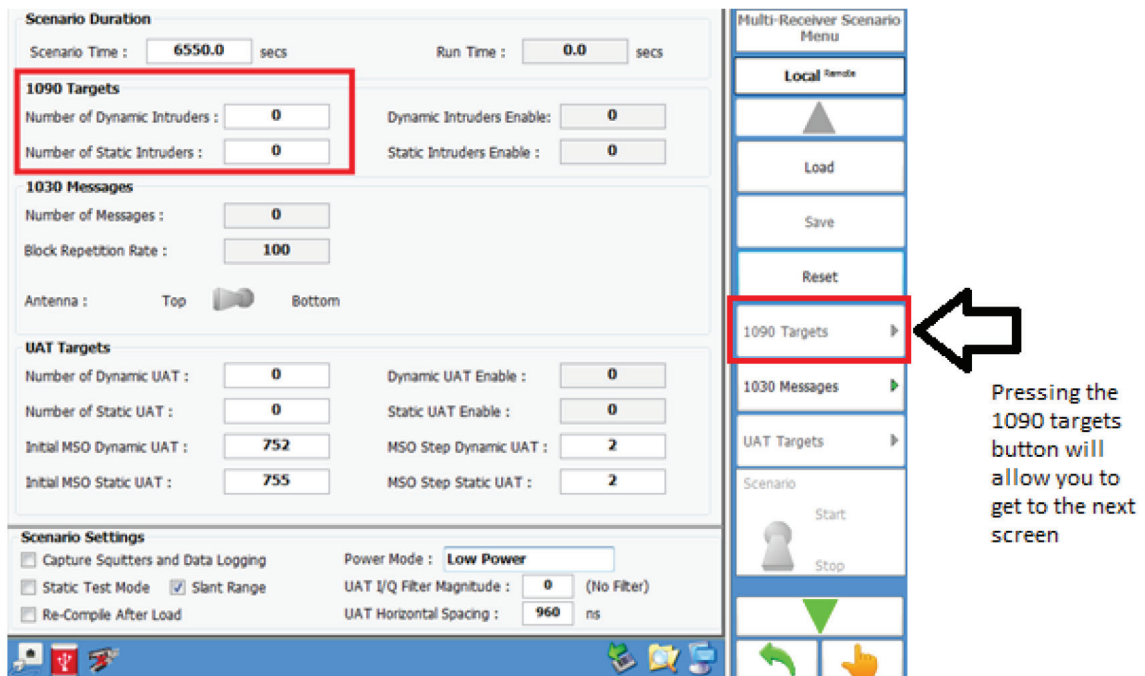 Scenario Duration
Scenario Time : 6550.0 secs Run Time : 0.0 secs
1090 Targets
Number of Dynamic Intruders : 0 Dynamic Intruders Enable: 0
Number of Static Intruders : 0 Static Intruders Enable : 0
1030 Messages
Number of Messages : 0
Block Repetition Rate : 100
Antenna : Top Bottom
UAT Targets
Number of Dynamic UAT : 0 Dynamic UAT Enable : 0
Number of Static UAT : 0 Static UAT Enable : 0
Initial MSO Dynamic UAT : 752 MSO Step Dynamic UAT : 2
Initial MSO Static UAT : 755 MSO Step Static UAT : 2
Scenario Settings
Capture Squitters and Data Logging Power Mode : Low Power
Static Test Mode Slant Range UAT I/Q Filter Magnitude : 0 (No Filter)
Re-Compile After Load UAT Horizontal Spacing : 960 ns
Multi-Receiver Scenario
Menu
Local Remote
Load
Save
Reset
1090 Targets
1030 Messages
UAT Targets
Scenario
Start
Stop
Pressing the
1090 targets
button will
allow you to
get to the next
screen